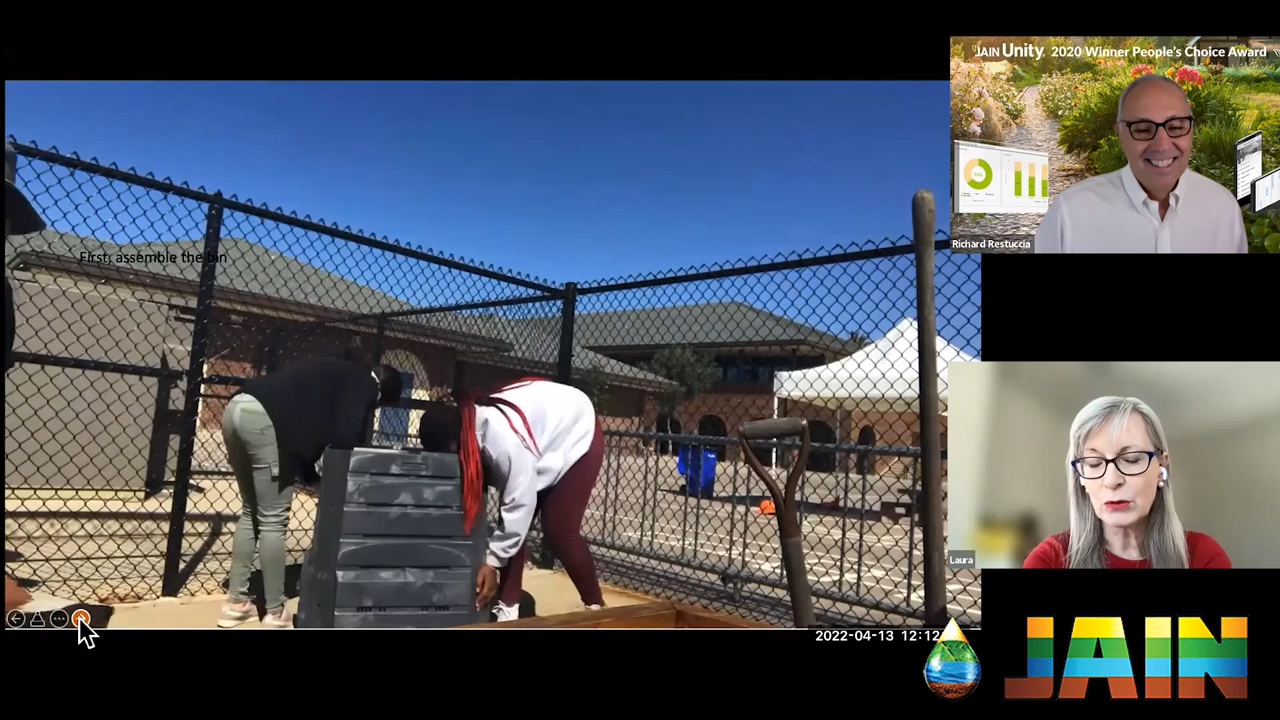 JAIN Unity. 2020 Winner People's Choice Award
Richard Restuccia
First, assemble the bin
Laura
2022-04-13 12:12
JAIN